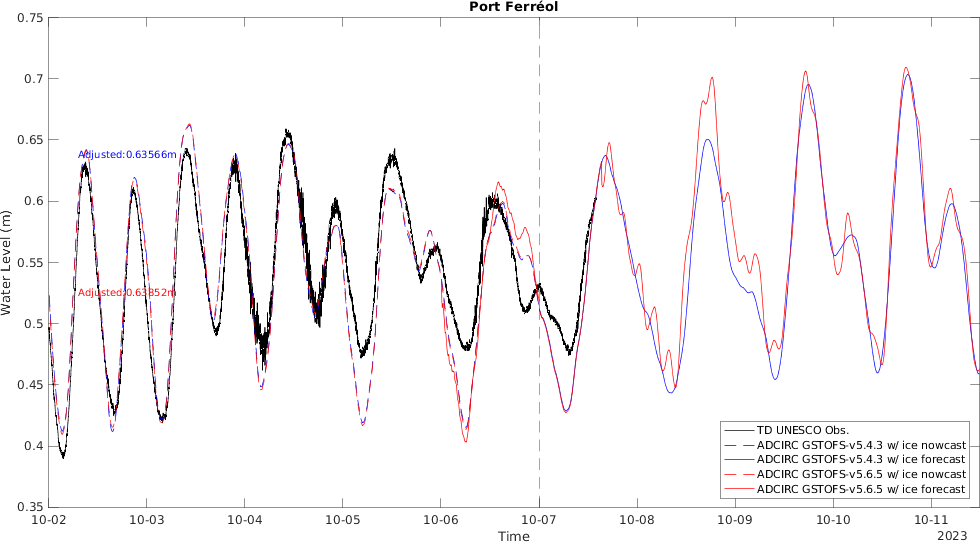 Port Ferréol
0.75
0.7
0.65
0.6
0.55
0.5
0.45
0.4
0.35
Water Level (m)
Adjusted:0.63566m
Adjusted:0.63852m
TD UNESCO Obs.
ADCIRC GSTOFS-v5.4.3 w/ ice nowcast
ADCIRC GSTOFS-v5.4.3 w/ ice forecast
ADCIRC GSTOFS-v5.6.5 w/ ice nowcast
ADCIRC GSTOFS-v5.6.5 w/ ice forecast
10-02 10-03 10-04 10-05 10-06 10-07 10-08 10-09 10-10 10-11
Time
2023